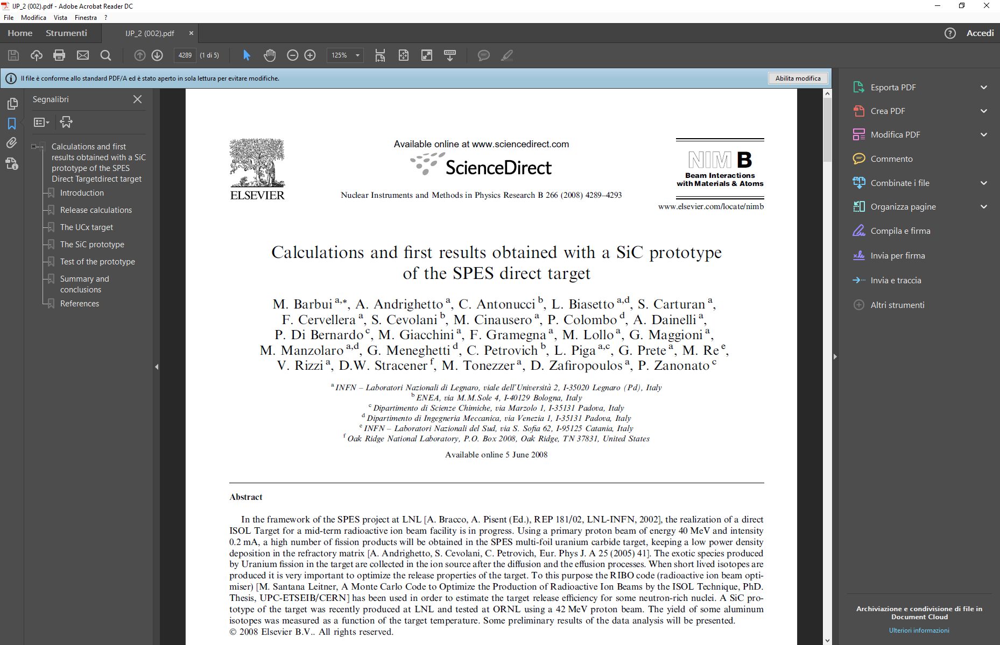 IJP_2 (002).pdf - Adobe Acrobat Reader DC
File Modifica Vista Finestra ?
Home Strumenti IJP_2 (002).pdf × ? Accedi
4289 (1 di 5) 125%
Il file è conforme allo standard PDF/A ed è stato aperto in sola lettura per evitare modifiche. Abilita modifica
Segnalibri
Calculations and first
results obtained with a SiC
prototype of the SPES
Direct Targetdirect target
Introduction
Release calculations
The UCx target
The SiC prototype
Test of the prototype
Summary and
conclusions
References
ELSEVIER
Available online at www.sciencedirect.com
ScienceDirect
Nuclear Instruments and Methods in Physics Research B 266 (2008) 4289–4293
NIM B
Beam Interactions
with Materials & Atoms
www.elsevier.com/locate/nimb
Calculations and first results obtained with a SiC prototype
of the SPES direct target
M. Barbui a,*, A. Andrighetto a, C. Antonucci b, L. Biasetto a,d, S. Carturan a,
F. Cervellera a, S. Cevolani b, M. Cinausero a, P. Colombo d, A. Dainelli a,
P. Di Bernardo c, M. Giacchini a, F. Gramegna a, M. Lollo a, G. Maggioni a,
M. Manzolaro a,d, G. Meneghetti d, C. Petrovich b, L. Piga a,c, G. Prete a, M. Re e,
V. Rizzi a, D.W. Stracener f, M. Tonezzer a, D. Zafiropoulos a, P. Zanonato c
a INFN – Laboratori Nazionali di Legnaro, viale dell'Università 2, I-35020 Legnaro (Pd), Italy
b ENEA, via M.M.Sole 4, I-40129 Bologna, Italy
c Dipartimento di Scienze Chimiche, via Marzolo 1, I-35131 Padova, Italy
d Dipartimento di Ingegneria Meccanica, via Venezia 1, I-35131 Padova, Italy
e INFN – Laboratori Nazionali del Sud, via S. Sofia 62, I-95125 Catania, Italy
f Oak Ridge National Laboratory, P.O. Box 2008, Oak Ridge, TN 37831, United States
Available online 5 June 2008
Abstract
In the framework of the SPES project at LNL [A. Bracco, A. Pisent (Ed.), REP 181/02, LNL-INFN, 2002], the realization of a direct
ISOL Target for a mid-term radioactive ion beam facility is in progress. Using a primary proton beam of energy 40 MeV and intensity
0.2 mA, a high number of fission products will be obtained in the SPES multi-foil uranium carbide target, keeping a low power density
deposition in the refractory matrix [A. Andrighetto, S. Cevolani, C. Petrovich, Eur. Phys J. A 25 (2005) 41]. The exotic species produced
by Uranium fission in the target are collected in the ion source after the diffusion and the effusion processes. When short lived isotopes are
produced it is very important to optimize the release properties of the target. To this purpose the RIBO code (radioactive ion beam opti-
miser) [M. Santana Leitner, A Monte Carlo Code to Optimize the Production of Radioactive Ion Beams by the ISOL Technique, PhD.
Thesis, UPC-ETSEIB/CERN] has been used in order to estimate the target release efficiency for some neutron-rich nuclei. A SiC pro-
totype of the target was recently produced at LNL and tested at ORNL using a 42 MeV proton beam. The yield of some aluminum
isotopes was measured as a function of the target temperature. Some preliminary results of the data analysis will be presented.
© 2008 Elsevier B.V.. All rights reserved.
Esporta PDF
Crea PDF
Modifica PDF
Commento
Combinate i file
Organizza pagine
Compila e firma
Invia per firma
Invia e traccia
Altri strumenti
Archiviazione e condivisione di file in
Document Cloud
Ulteriori informazioni